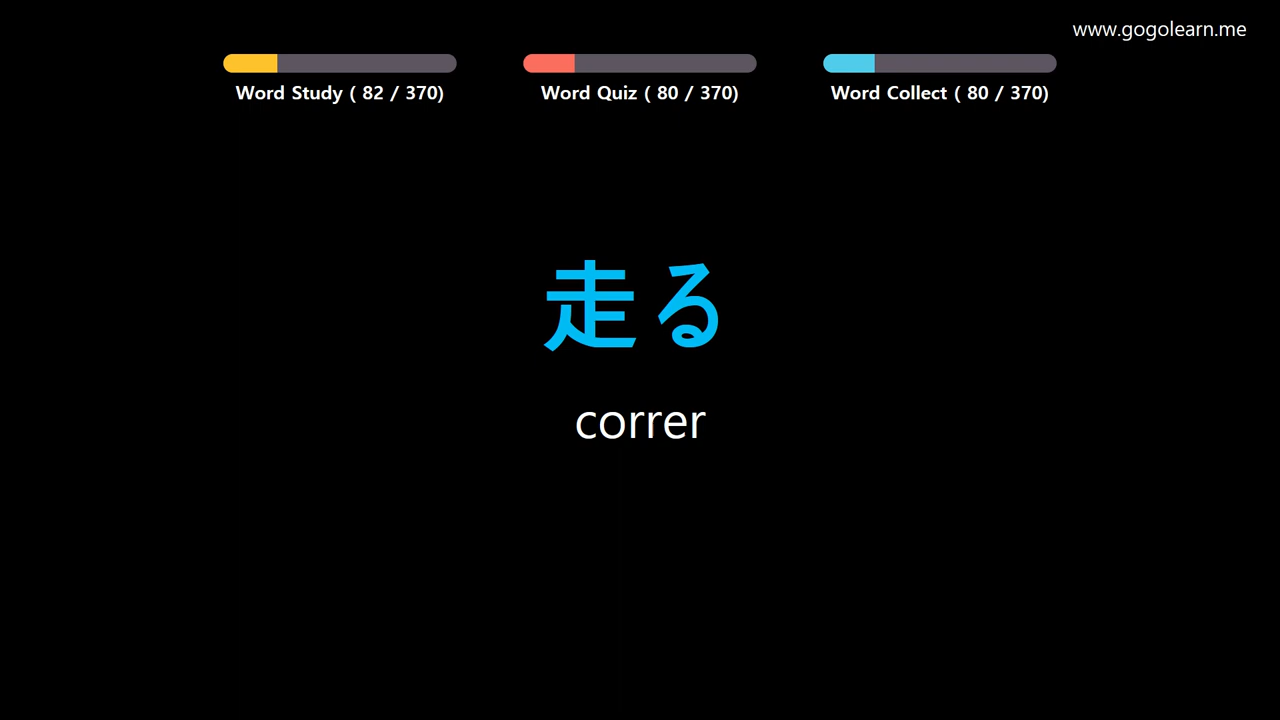 www.gogolearn.me
Word Study ( 82 / 370)
Word Quiz ( 80 / 370)
Word Collect ( 80 / 370)
走る
correr